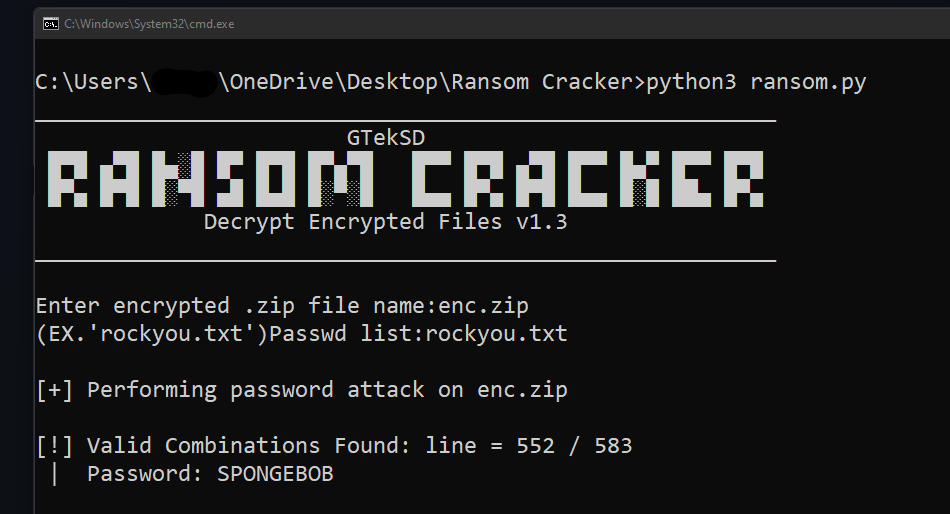 C:\Windows\System32\cmd.exe
C:\Users\ \OneDrive\Desktop\Ransom Cracker>python3 ransom.py
GTekSD
RANSOM CRACKER
Decrypt Encrypted Files v1.3
Enter encrypted .zip file name:enc.zip
(EX.'rockyou.txt')Passwd list:rockyou.txt
[+] Performing password attack on enc.zip
[!] Valid Combinations Found: line = 552 / 583
| Password: SPONGEBOB